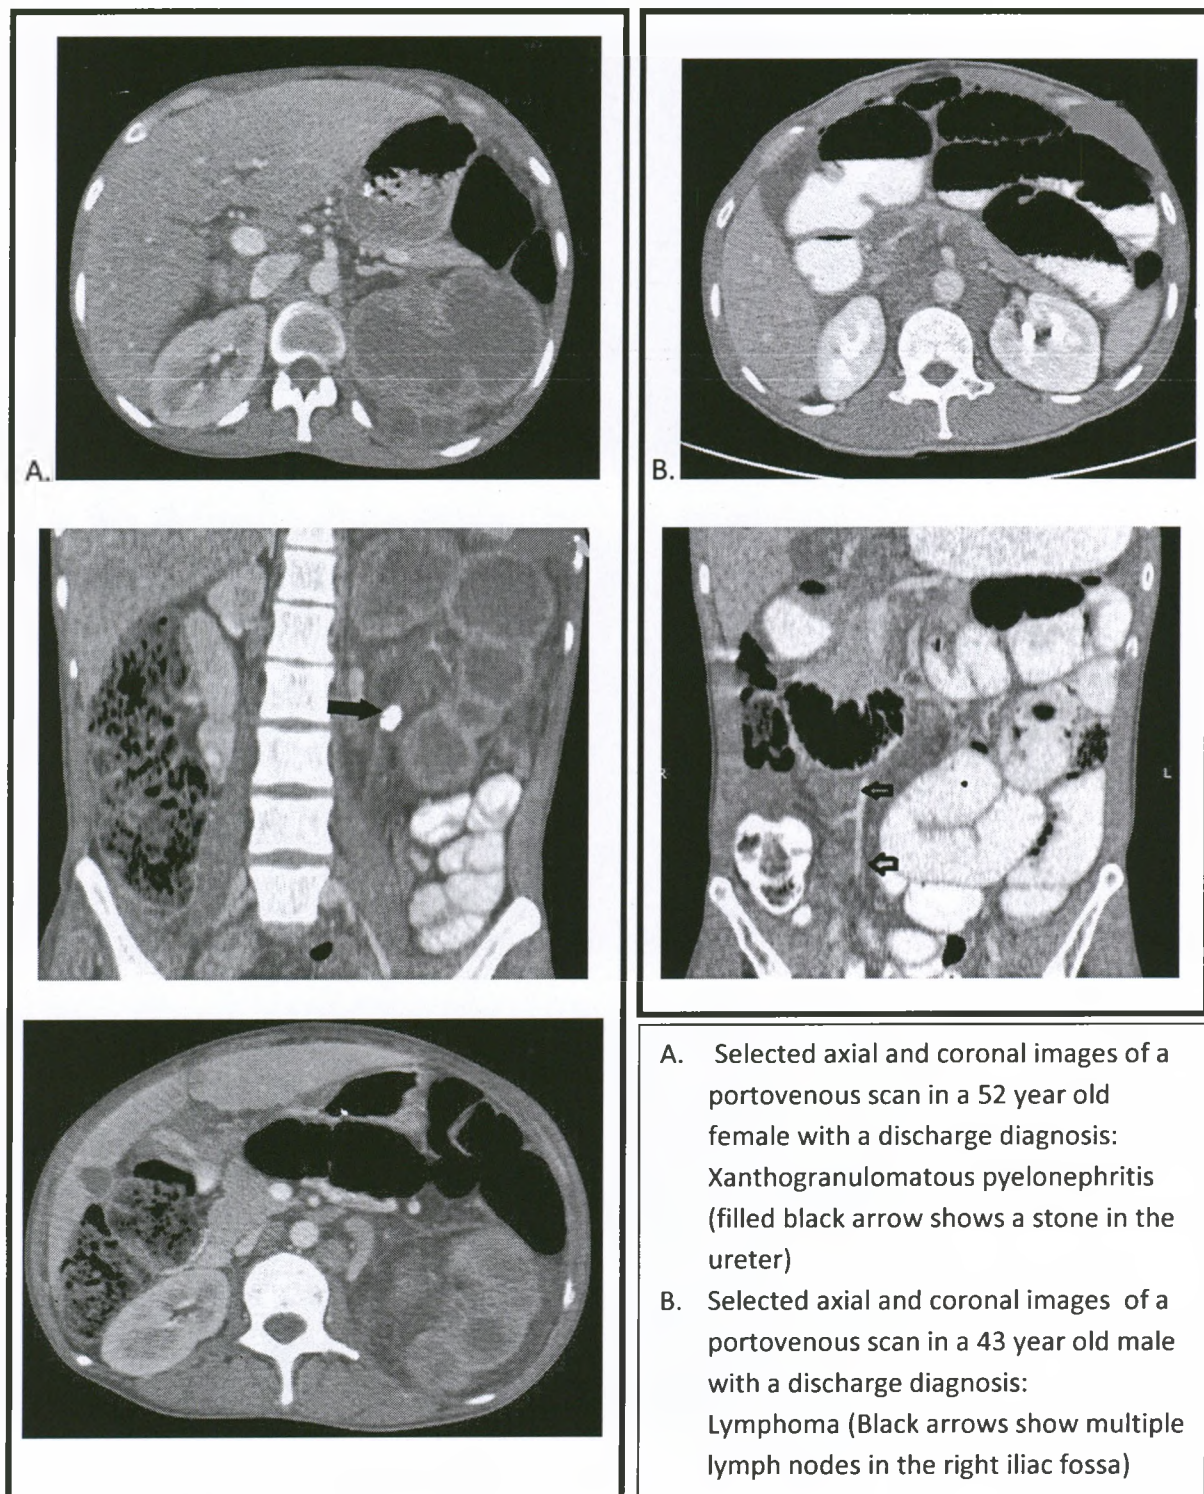 A.
B.
R
L
A. Selected axial and coronal images of a
portovenous scan in a 52 year old
female with a discharge diagnosis:
Xanthogranulomatous pyelonephritis
(filled black arrow shows a stone in the
ureter)
B. Selected axial and coronal images of a
portovenous scan in a 43 year old male
with a discharge diagnosis:
Lymphoma (Black arrows show multiple
lymph nodes in the right iliac fossa)